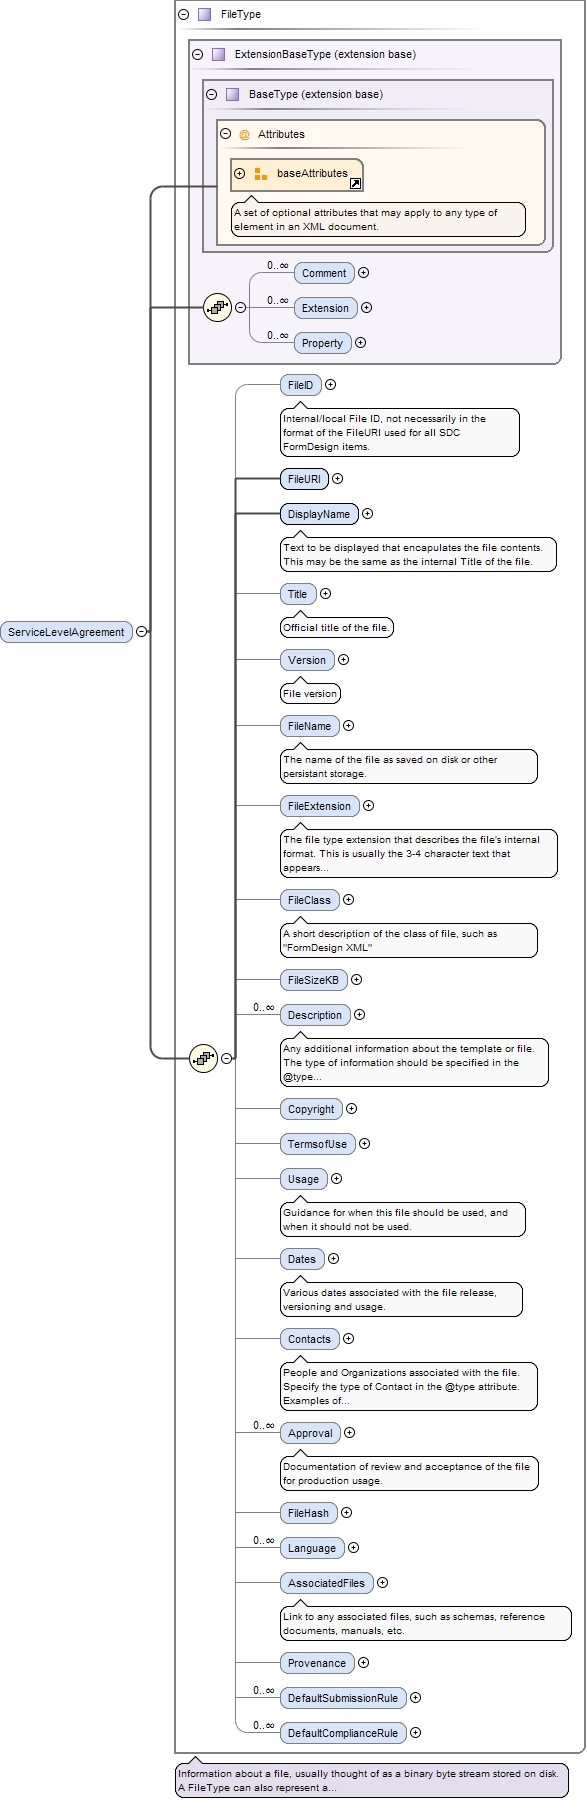 FileType
ExtensionBaseType (extension base)
BaseType (extension base)
@ Attributes
baseAttributes
A set of optional attributes that may apply to any type of
element in an XML document.
0..∞
Comment
0..∞
Extension
0..∞
Property
FileID
Internal/local File ID, not necessarily in the
format of the FileURI used for all SDC
FormDesign items.
FileURI
DisplayName
Text to be displayed that encapulates the file contents.
This may be the same as the internal Title of the file.
Title
Official title of the file.
ServiceLevelAgreement
Version
File version
FileName
The name of the file as saved on disk or other
persistant storage.
FileExtension
The file type extension that describes the file's internal
format. This is usually the 3-4 character text that
appears...
FileClass
A short description of the class of file, such as
"FormDesign XML"
FileSizeKB
0..∞
Description
Any additional information about the template or file.
The type of information should be specified in the
@type...
Copyright
TermsofUse
Usage
Guidance for when this file should be used, and
when it should not be used.
Dates
Various dates associated with the file release,
versioning and usage.
Contacts
People and Organizations associated with the file.
Specify the type of Contact in the @type attribute.
Examples of...
0..∞
Approval
Documentation of review and acceptance of the file
for production usage.
FileHash
0..∞
Language
AssociatedFiles
Link to any associated files, such as schemas, reference
documents, manuals, etc.
Provenance
0..∞
DefaultSubmissionRule
0..∞
DefaultComplianceRule
Information about a file, usually thought of as a binary byte stream stored on disk.
A FileType can also represent a...